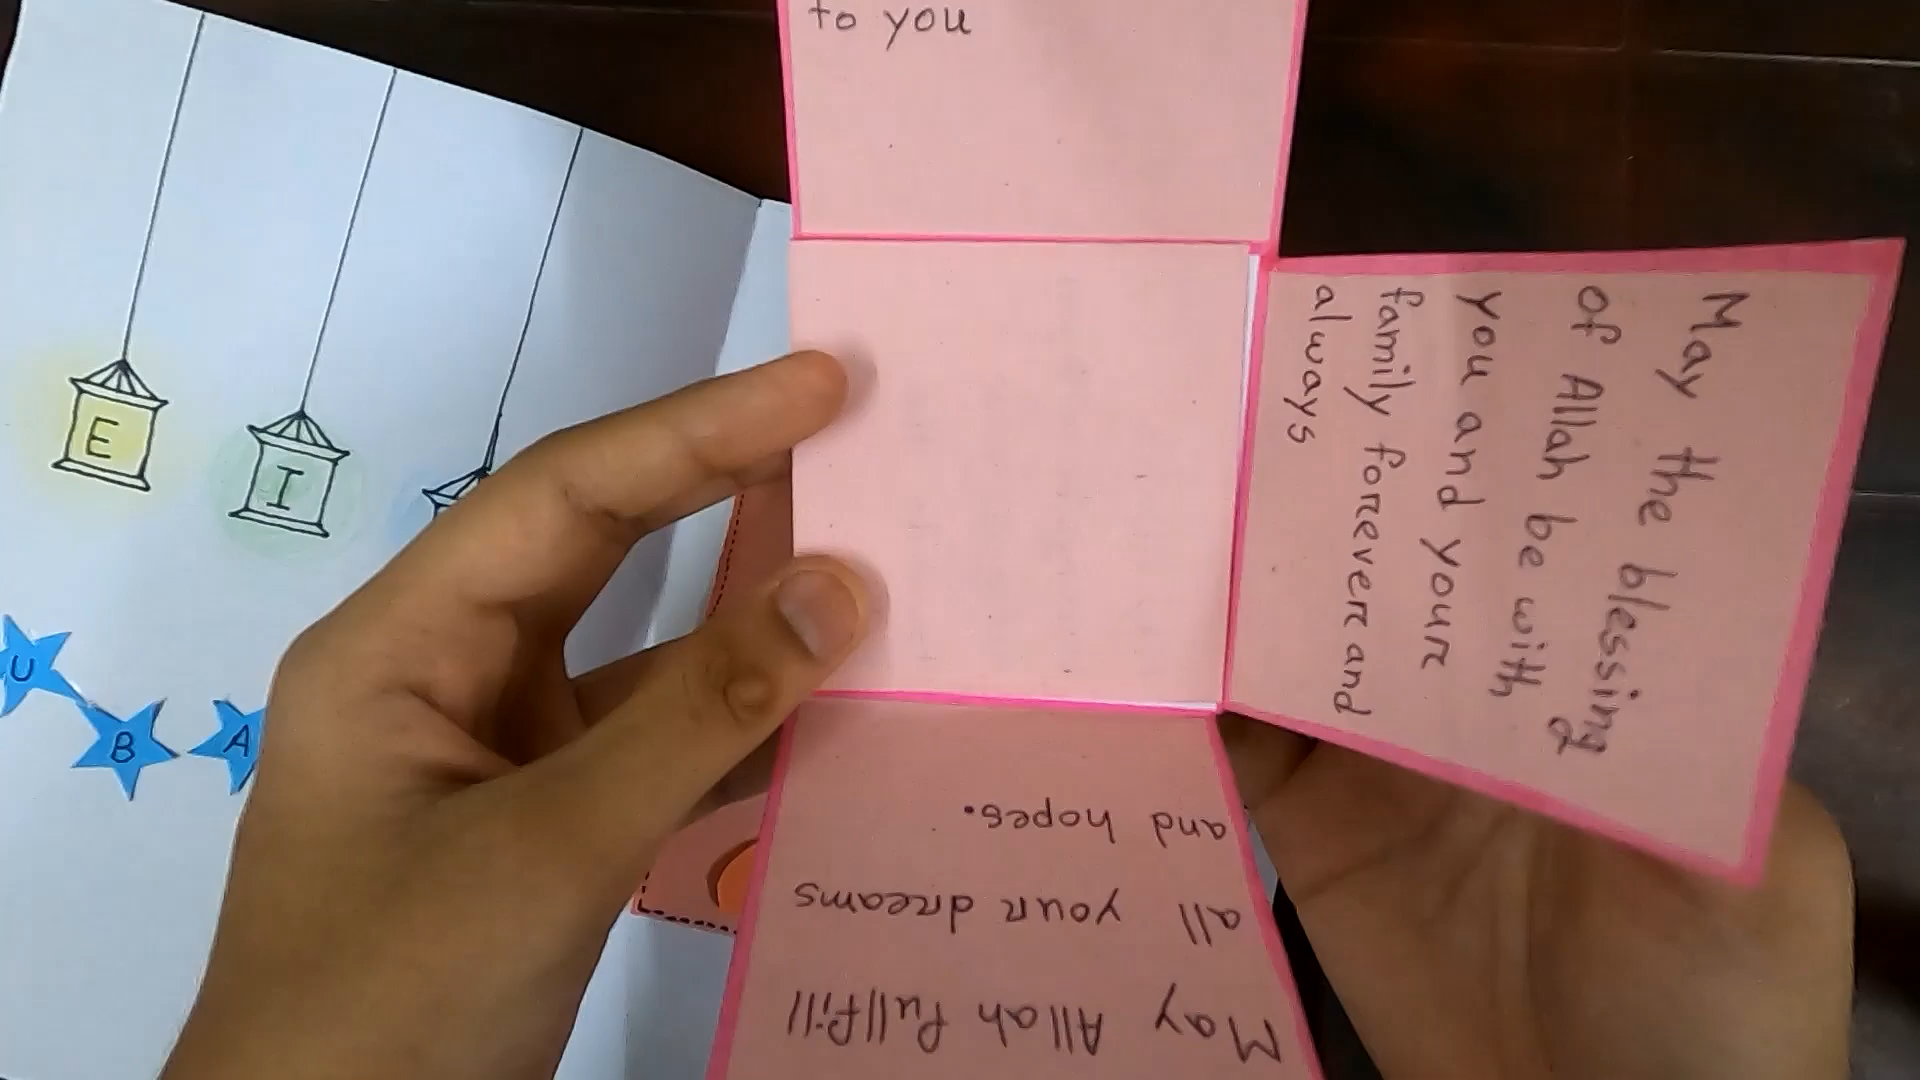 to you
May the blessing
of Allah be with
you and your
family forever and
always
May Allah fullfill
all your dreams
and hopes.
E
I
U
B
A